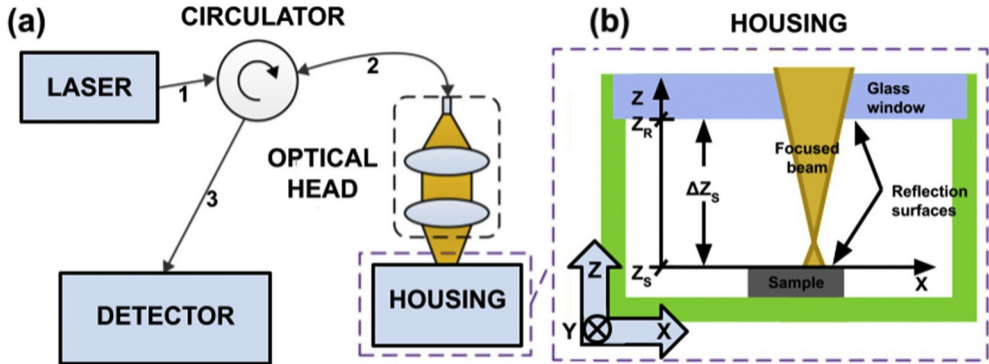 (a)
CIRCULATOR
LASER
1
2
OPTICAL
HEAD
3
DETECTOR
HOUSING
(b)
HOUSING
Z
Glass
window
Z_R
Focused
beam
ΔZ_S
Reflection
surfaces
Z_S
Sample
X
Z
Y
X